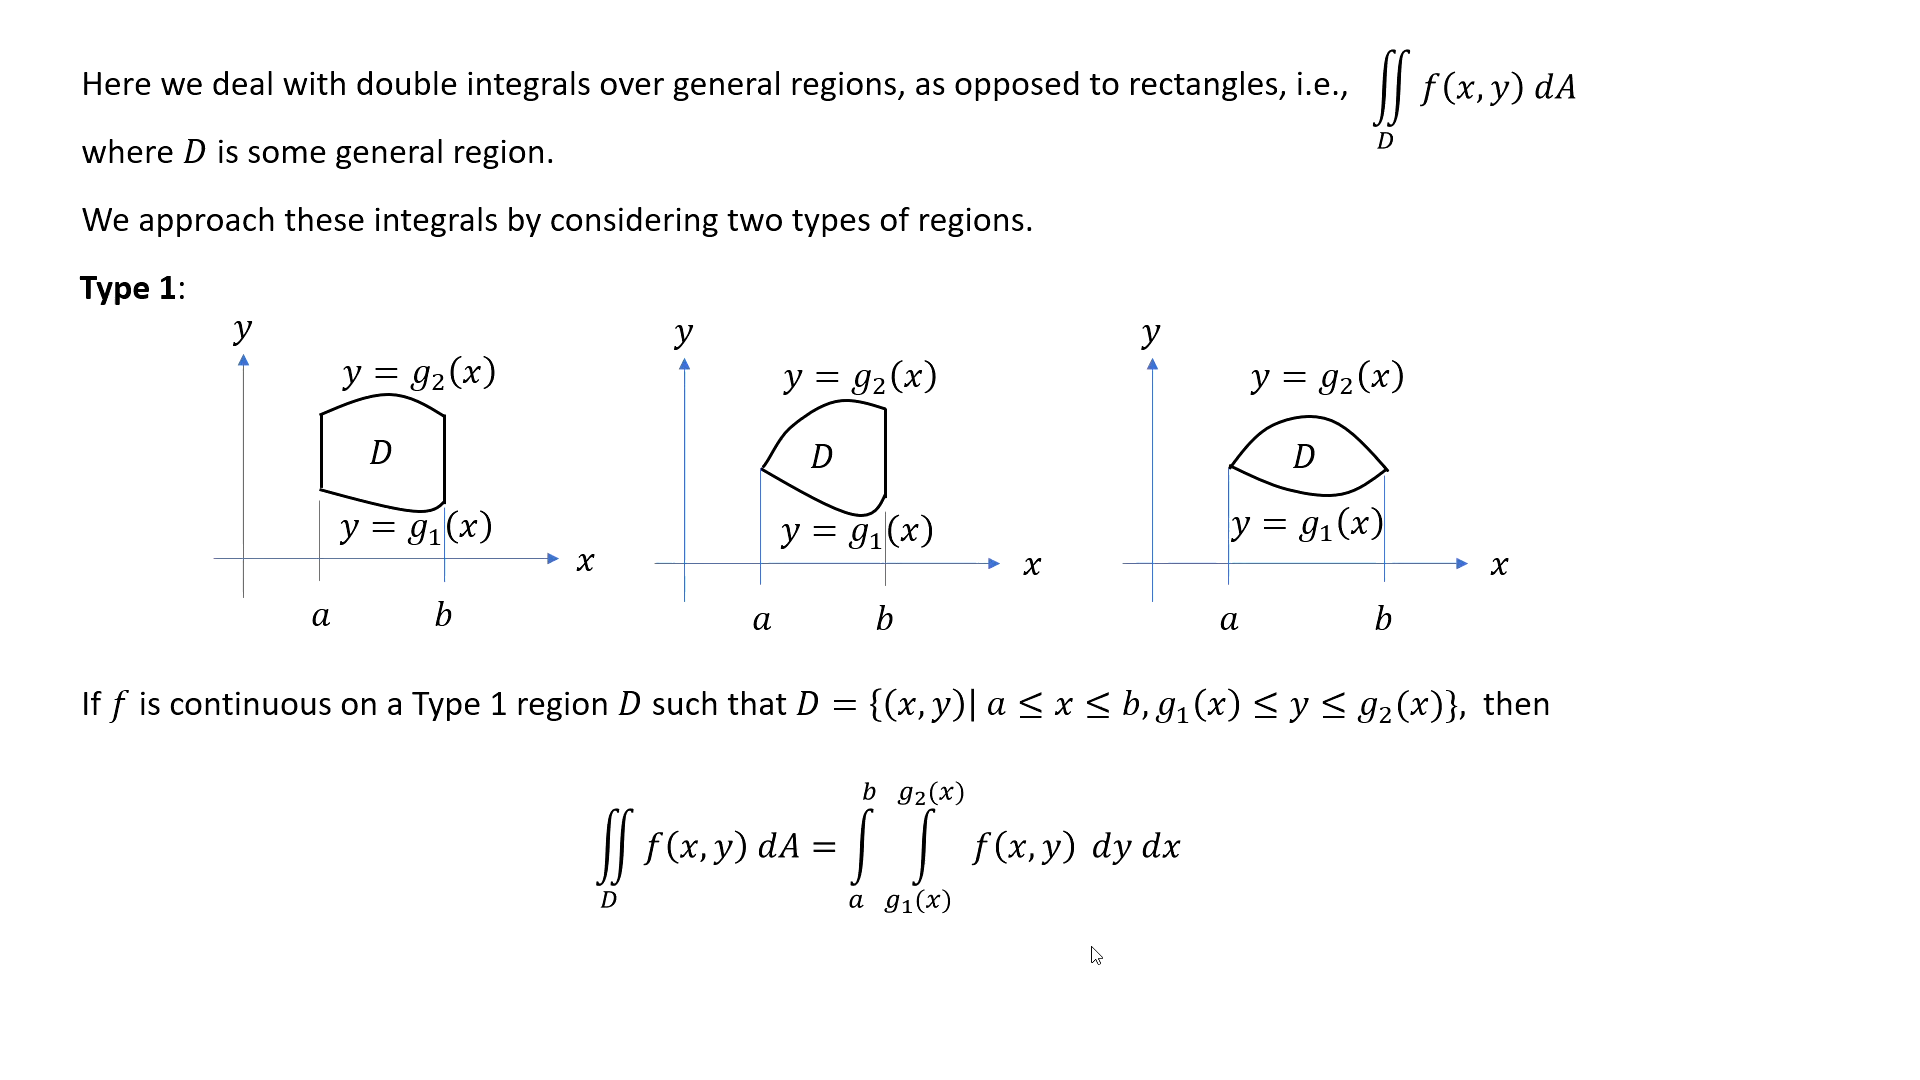 Here we deal with double integrals over general regions, as opposed to rectangles, i.e., ∬_D f(x, y) dA
where D is some general region.
We approach these integrals by considering two types of regions.
Type 1:
y
y = g₂(x)
D
y = g₁(x)
x
a b
y
y = g₂(x)
D
y = g₁(x)
x
a b
y
y = g₂(x)
D
y = g₁(x)
x
a b
If f is continuous on a Type 1 region D such that D = {(x, y)| a ≤ x ≤ b, g₁(x) ≤ y ≤ g₂(x)}, then
∬_D f(x, y) dA = ∫_a^b ∫_{g₁(x)}^{g₂(x)} f(x, y) dy dx